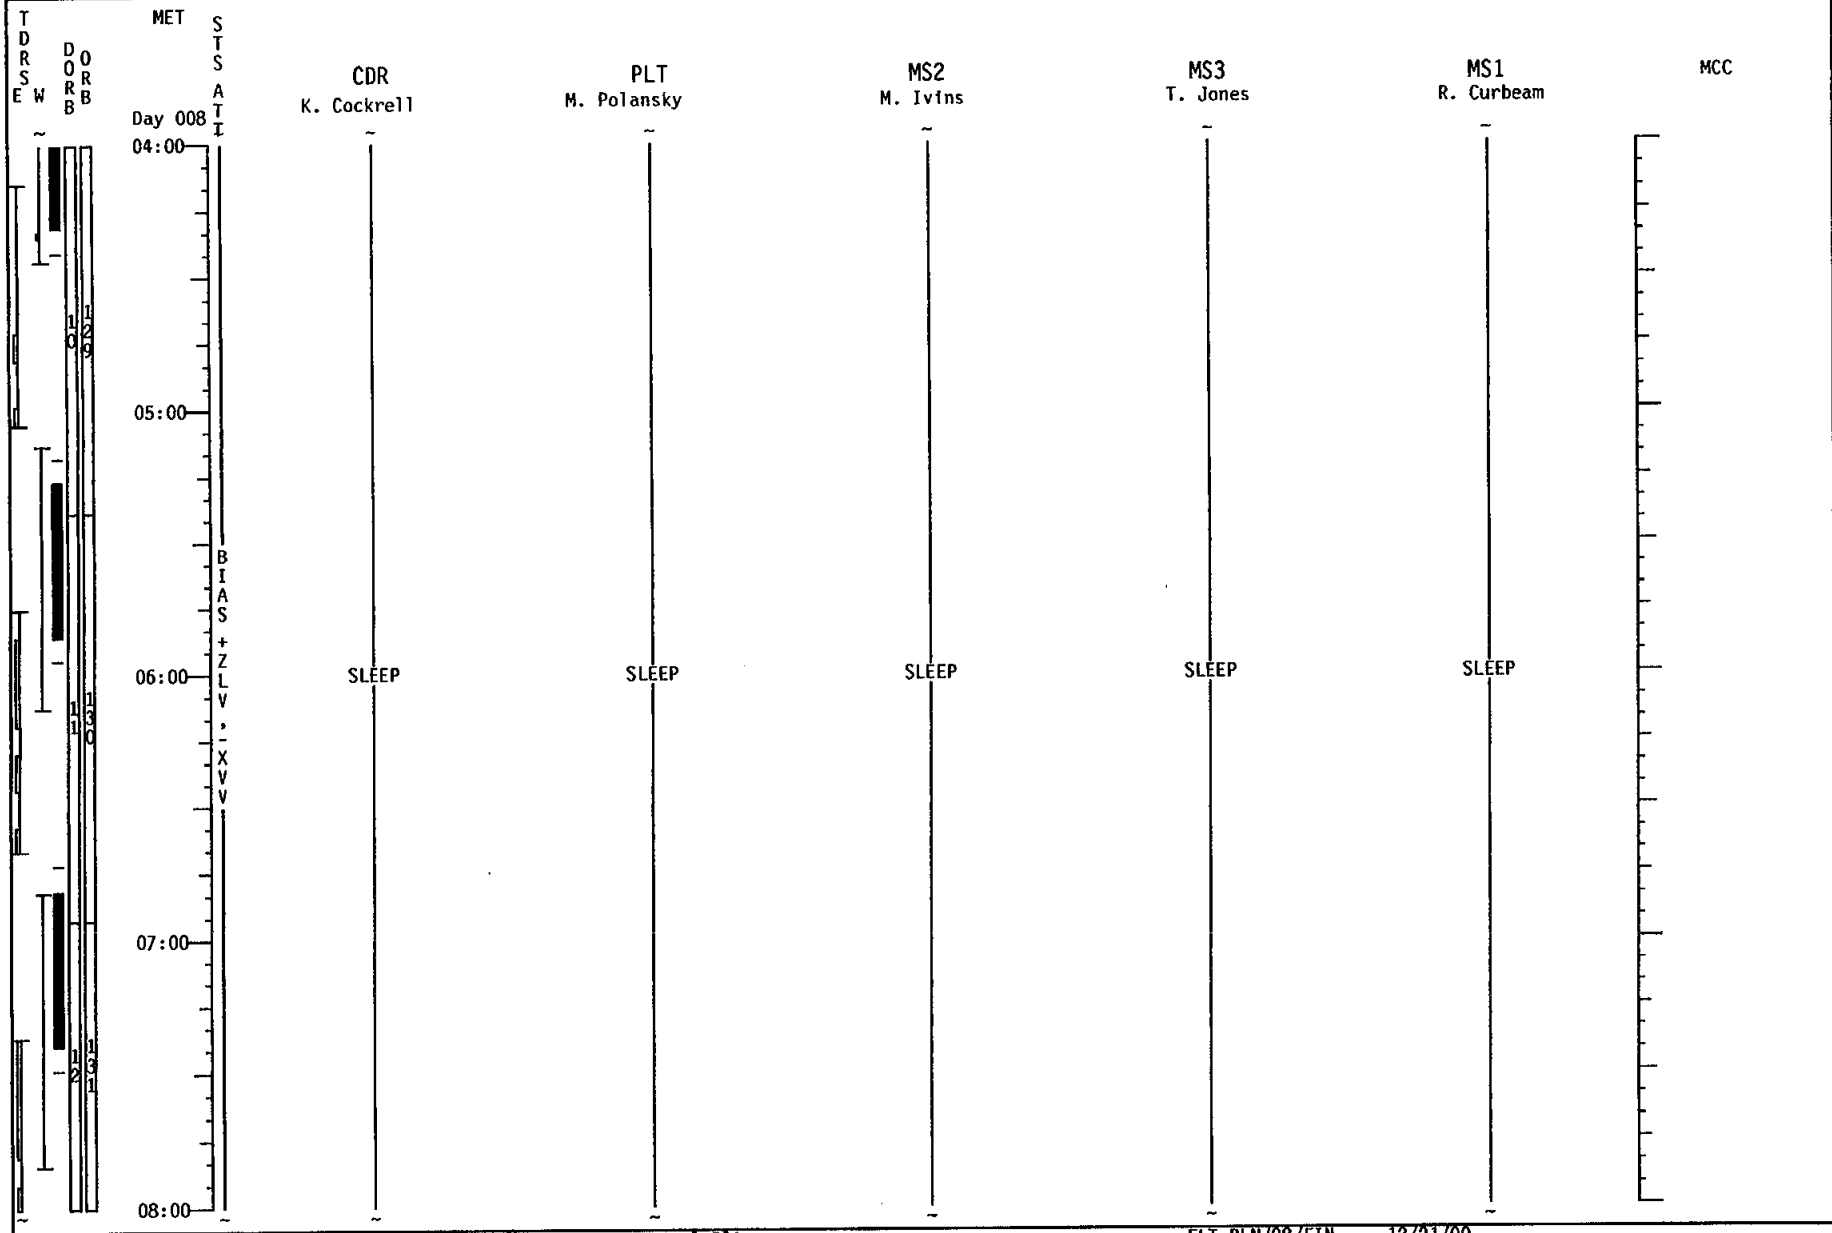 TDRS
E W
DORB
ORB
MET
STS ATT
CDR
K. Cockrell
PLT
M. Polansky
MS2
M. Ivins
MS3
T. Jones
MS1
R. Curbeam
MCC
Day 008
~ ~ ~ ~ ~ ~
04:00
10
129
05:00
BIAS +ZLV,-XVV
06:00
SLEEP SLEEP SLEEP SLEEP SLEEP
11
130
07:00
12
131
08:00
~ ~ ~ ~ ~ ~ ~